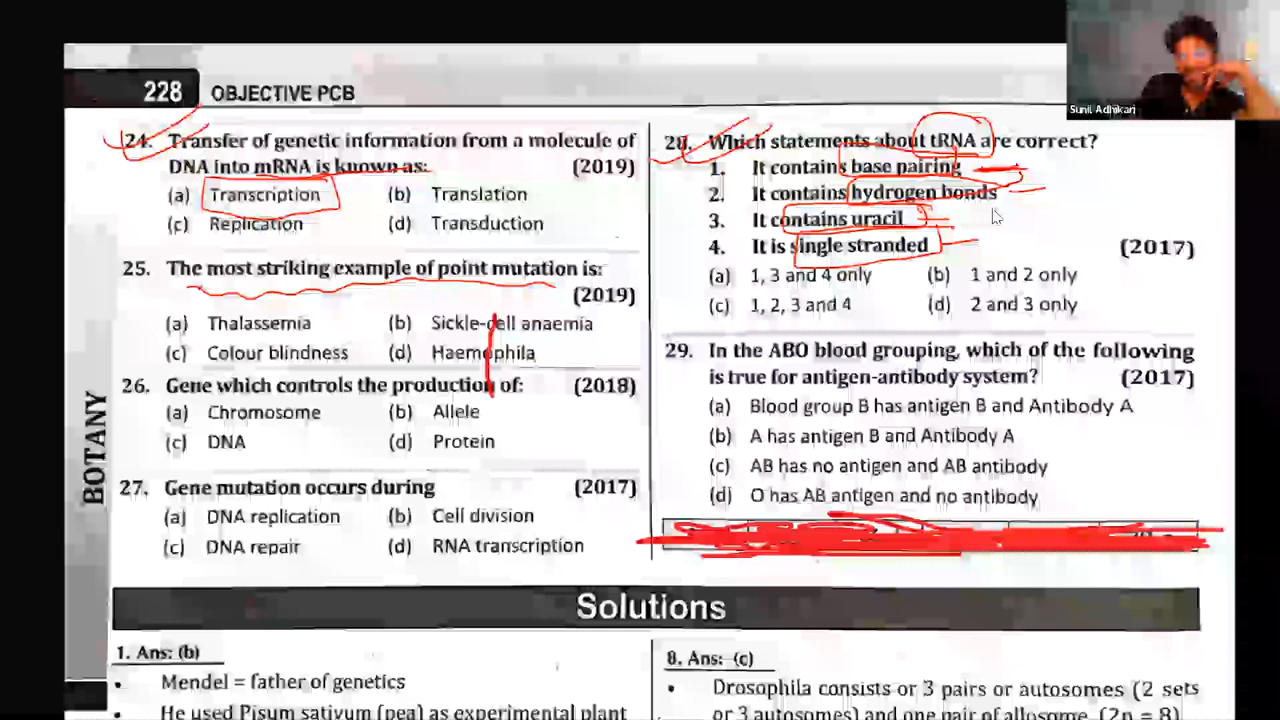 Sunil Adhikari
228 OBJECTIVE PCB
24. Transfer of genetic information from a molecule of
DNA into mRNA is known as: (2019)
(a) Transcription (b) Translation
(c) Replication (d) Transduction
25. The most striking example of point mutation is:
(2019)
(a) Thalassemia (b) Sickle-cell anaemia
(c) Colour blindness (d) Haemophila
26. Gene which controls the production of: (2018)
(a) Chromosome (b) Allele
(c) DNA (d) Protein
27. Gene mutation occurs during (2017)
(a) DNA replication (b) Cell division
(c) DNA repair (d) RNA transcription
BOTANY
28. Which statements about tRNA are correct?
1. It contains base pairing
2. It contains hydrogen bonds
3. It contains uracil
4. It is single stranded (2017)
(a) 1, 3 and 4 only (b) 1 and 2 only
(c) 1, 2, 3 and 4 (d) 2 and 3 only
29. In the ABO blood grouping, which of the following
is true for antigen-antibody system? (2017)
(a) Blood group B has antigen B and Antibody A
(b) A has antigen B and Antibody A
(c) AB has no antigen and AB antibody
(d) O has AB antigen and no antibody
Solutions
1. Ans: (b)
• Mendel = father of genetics
• He used Pisum sativum (pea) as experimental plant
8. Ans: (c)
• Drosophila consists or 3 pairs or autosomes (2 sets
or 3 autosomes) and one pair of allosome. (2n = 8)